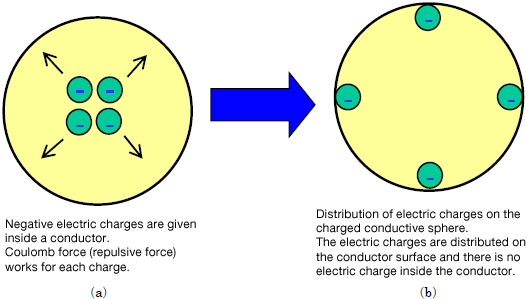 Negative electric charges are given
inside a conductor.
Coulomb force (repulsive force)
works for each charge.
(a)
Distribution of electric charges on the
charged conductive sphere.
The electric charges are distributed on
the conductor surface and there is no
electric charge inside the conductor.
(b)